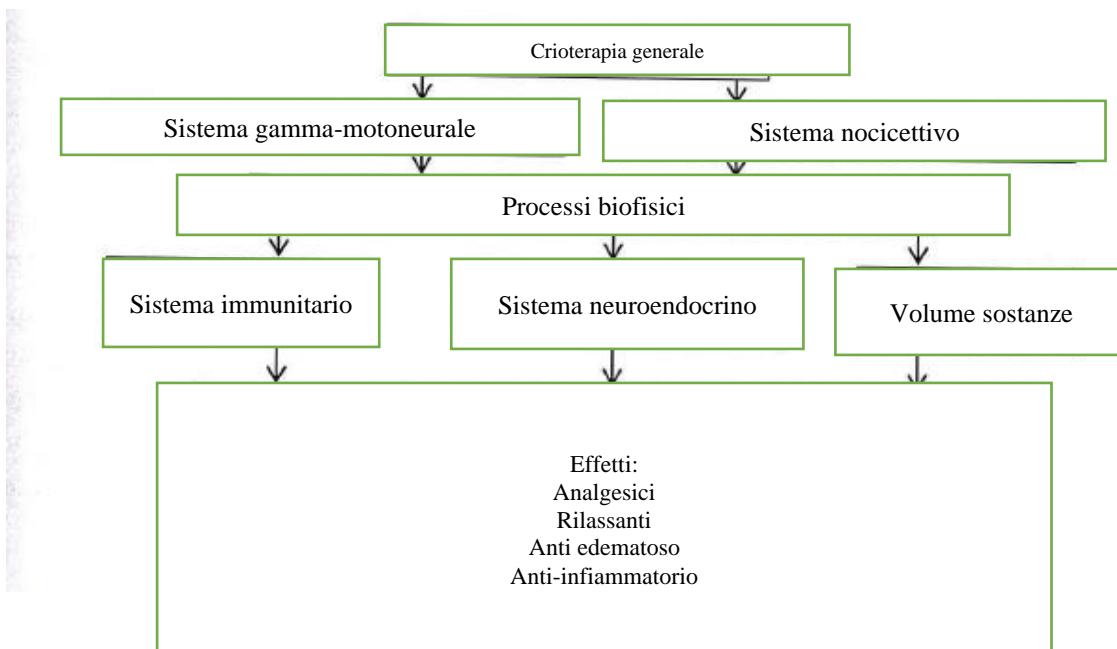 Crioterapia generale
Sistema gamma-motoneurale
Sistema nocicettivo
Processi biofisici
Sistema immunitario
Sistema neuroendocrino
Volume sostanze
Effetti:
Analgesici
Rilassanti
Anti edematoso
Anti-infiammatorio